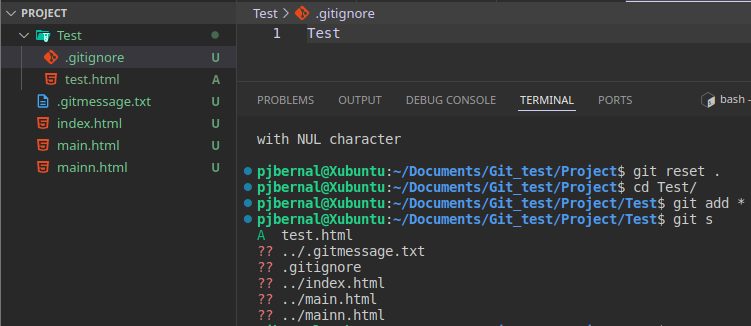 PROJECT
Test
.gitignore U
test.html A
.gitmessage.txt U
index.html U
main.html U
mainn.html U
Test > .gitignore
1 Test
PROBLEMS OUTPUT DEBUG CONSOLE TERMINAL PORTS bash
with NUL character
pjbernal@Xubuntu:~/Documents/Git_test/Project$ git reset .
pjbernal@Xubuntu:~/Documents/Git_test/Project$ cd Test/
pjbernal@Xubuntu:~/Documents/Git_test/Project/Test$ git add *
pjbernal@Xubuntu:~/Documents/Git_test/Project/Test$ git s
A test.html
?? ../.gitmessage.txt
?? .gitignore
?? ../index.html
?? ../main.html
?? ../mainn.html